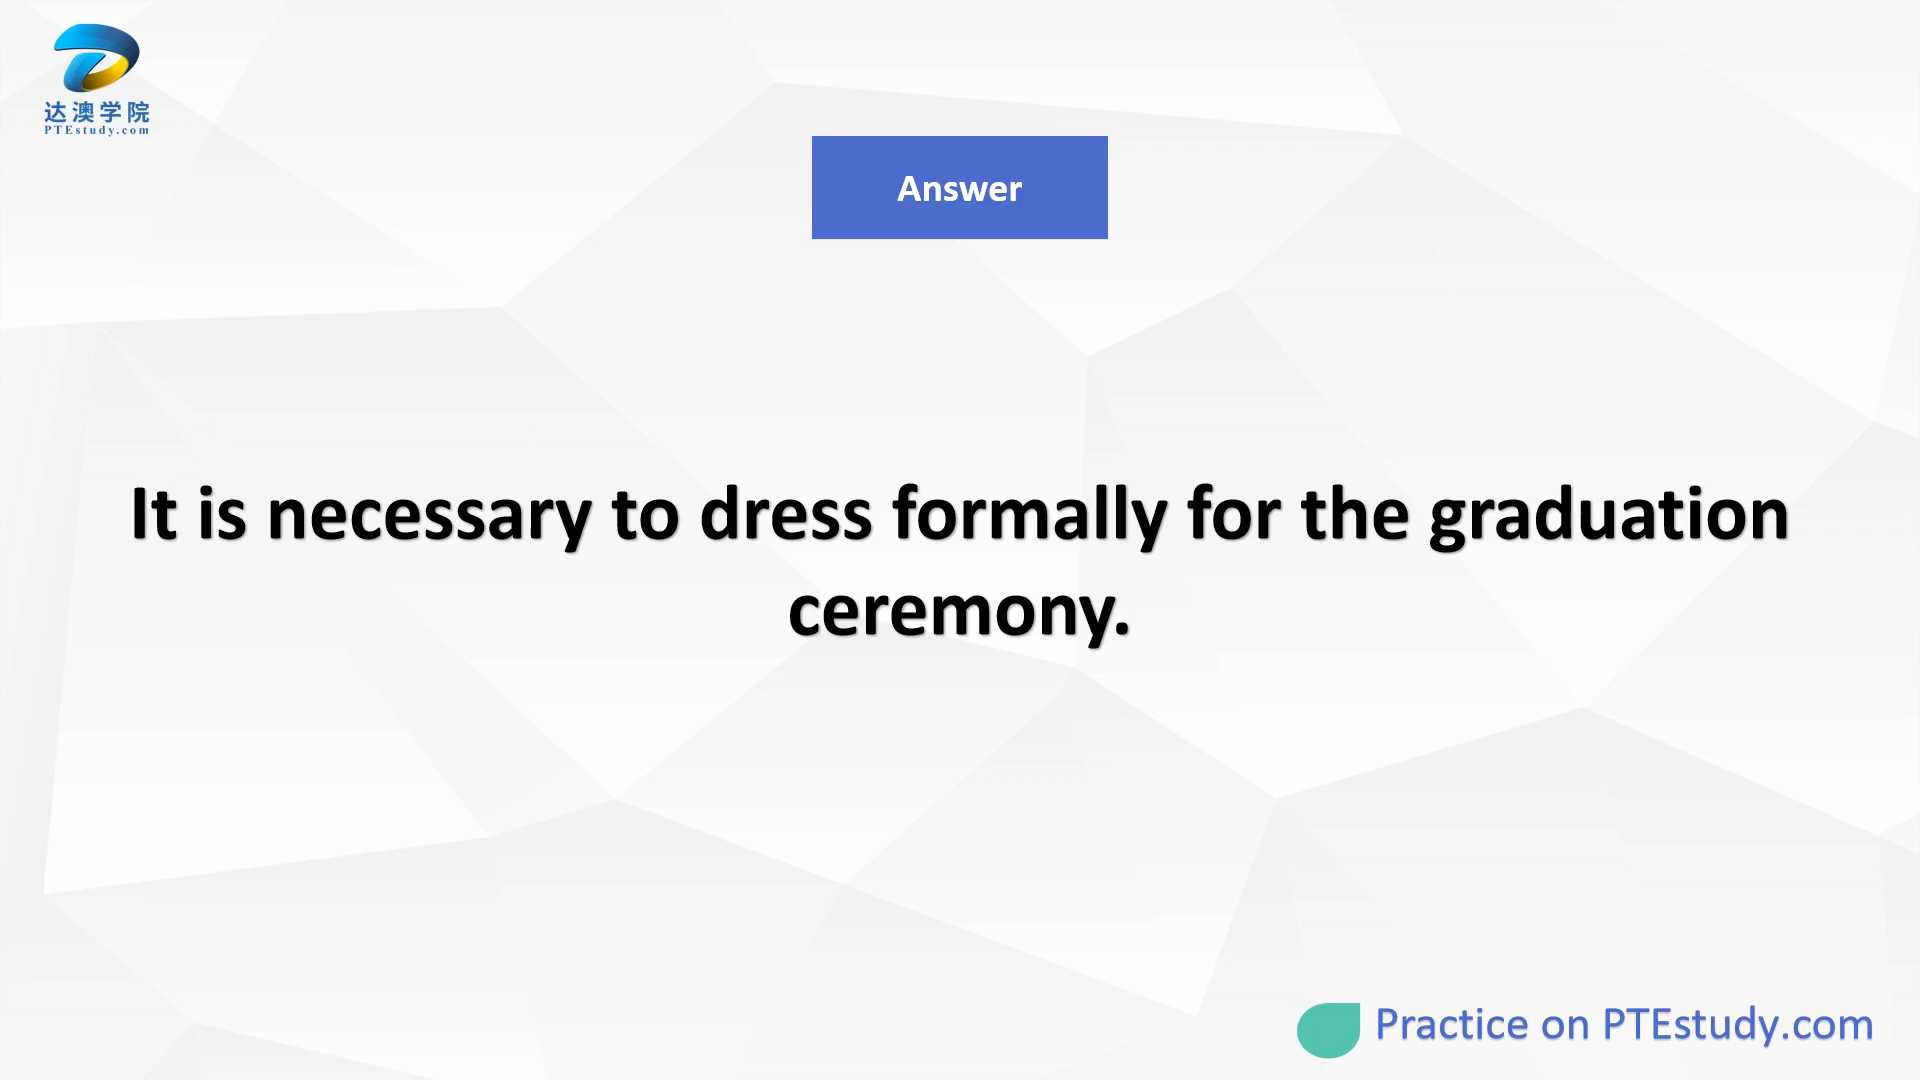 达澳学院
PTEstudy.com
Answer
It is necessary to dress formally for the graduation
ceremony.
Practice on PTEstudy.com